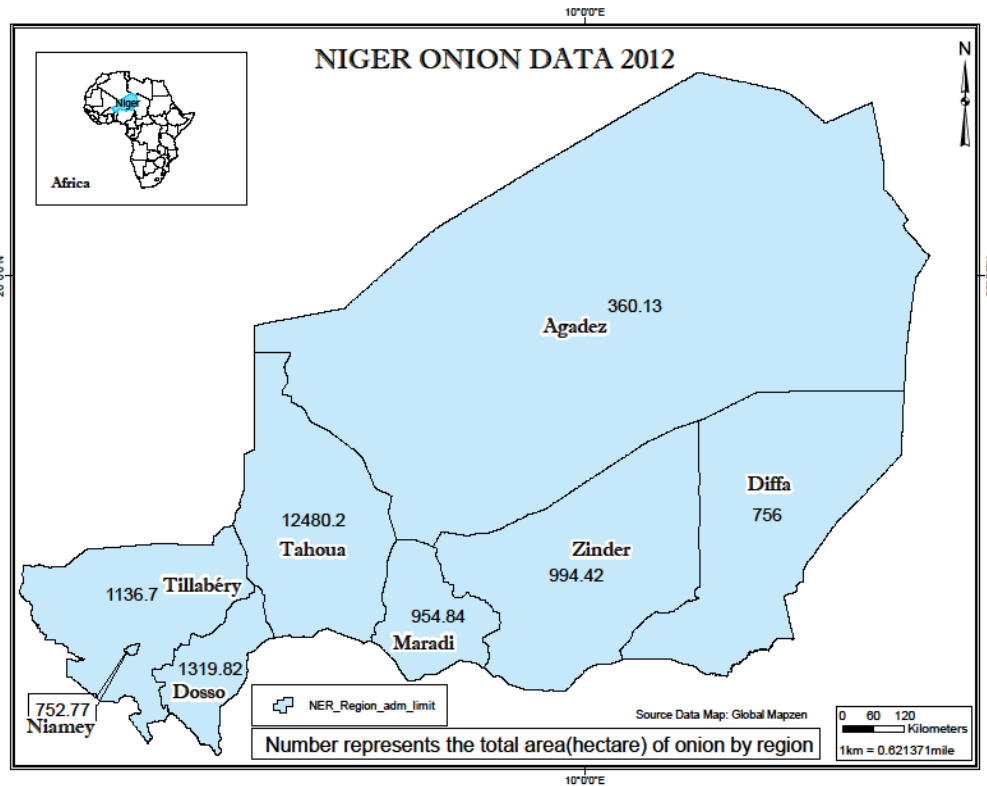 10°0'0"E
NIGER ONION DATA 2012
N
Niger
Africa
360.13
Agadez
Diffa
756
12480.2
Tahoua
Zinder
994.42
1136.7
Tillabéry
954.84
Maradi
1319.82
Dosso
752.77
Niamey
NER_Region_adm_limit
Source Data Map: Global Mapzen
0 60 120
Kilometers
1km = 0.621371mile
Number represents the total area(hectare) of onion by region
10°0'0"E